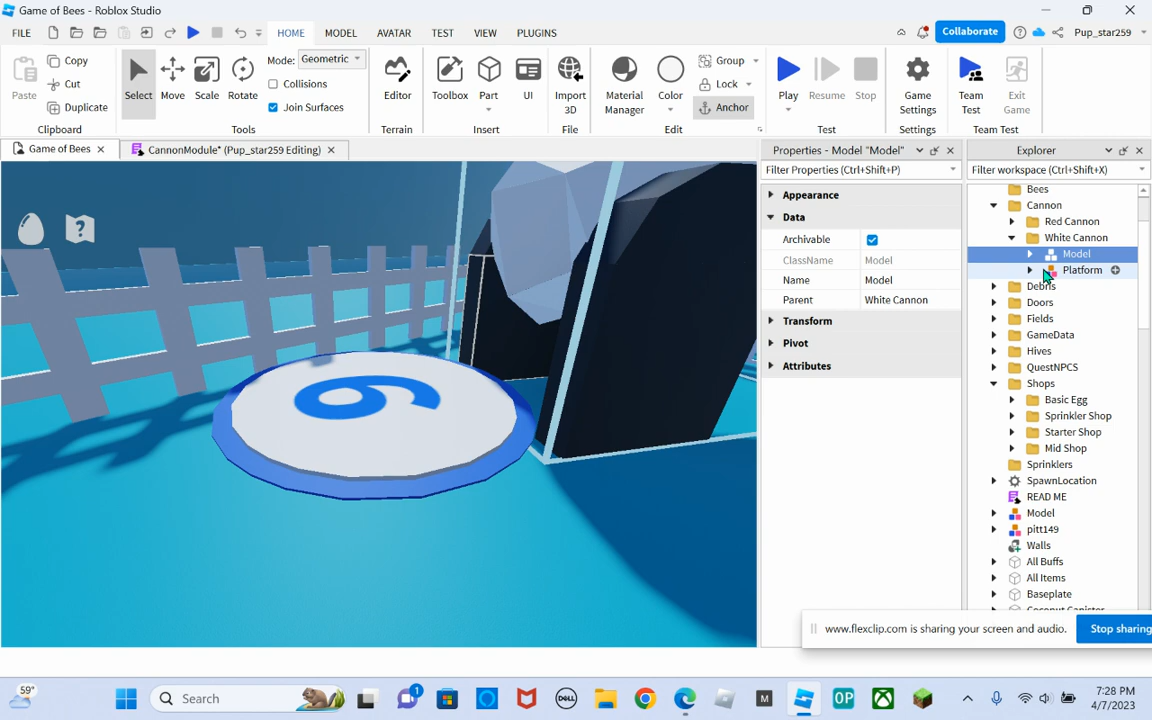 Game of Bees - Roblox Studio
FILE HOME MODEL AVATAR TEST VIEW PLUGINS Collaborate Pup_star259
Paste Copy Cut Duplicate Clipboard
Select Move Scale Rotate Mode: Geometric Collisions Join Surfaces Tools
Editor Terrain
Toolbox Part UI Insert
Import 3D File
Material Manager Color Group Lock Anchor Edit
Play Resume Stop Test
Game Settings Settings
Team Test Exit Game Team Test
Game of Bees CannonModule* (Pup_star259 Editing)
Properties - Model "Model"
Filter Properties (Ctrl+Shift+P)
Appearance
Data
Archivable
ClassName Model
Name Model
Parent White Cannon
Transform
Pivot
Attributes
Explorer
Filter workspace (Ctrl+Shift+X)
Bees
Cannon
Red Cannon
White Cannon
Model
Platform
Debris
Doors
Fields
GameData
Hives
QuestNPCS
Shops
Basic Egg
Sprinkler Shop
Starter Shop
Mid Shop
Sprinklers
SpawnLocation
READ ME
Model
pitt149
Walls
All Buffs
All Items
Baseplate
Coconut Canister
?
6
www.flexclip.com is sharing your screen and audio. Stop sharing
59°
Search
1
DELL
M
OP
7:28 PM
4/7/2023